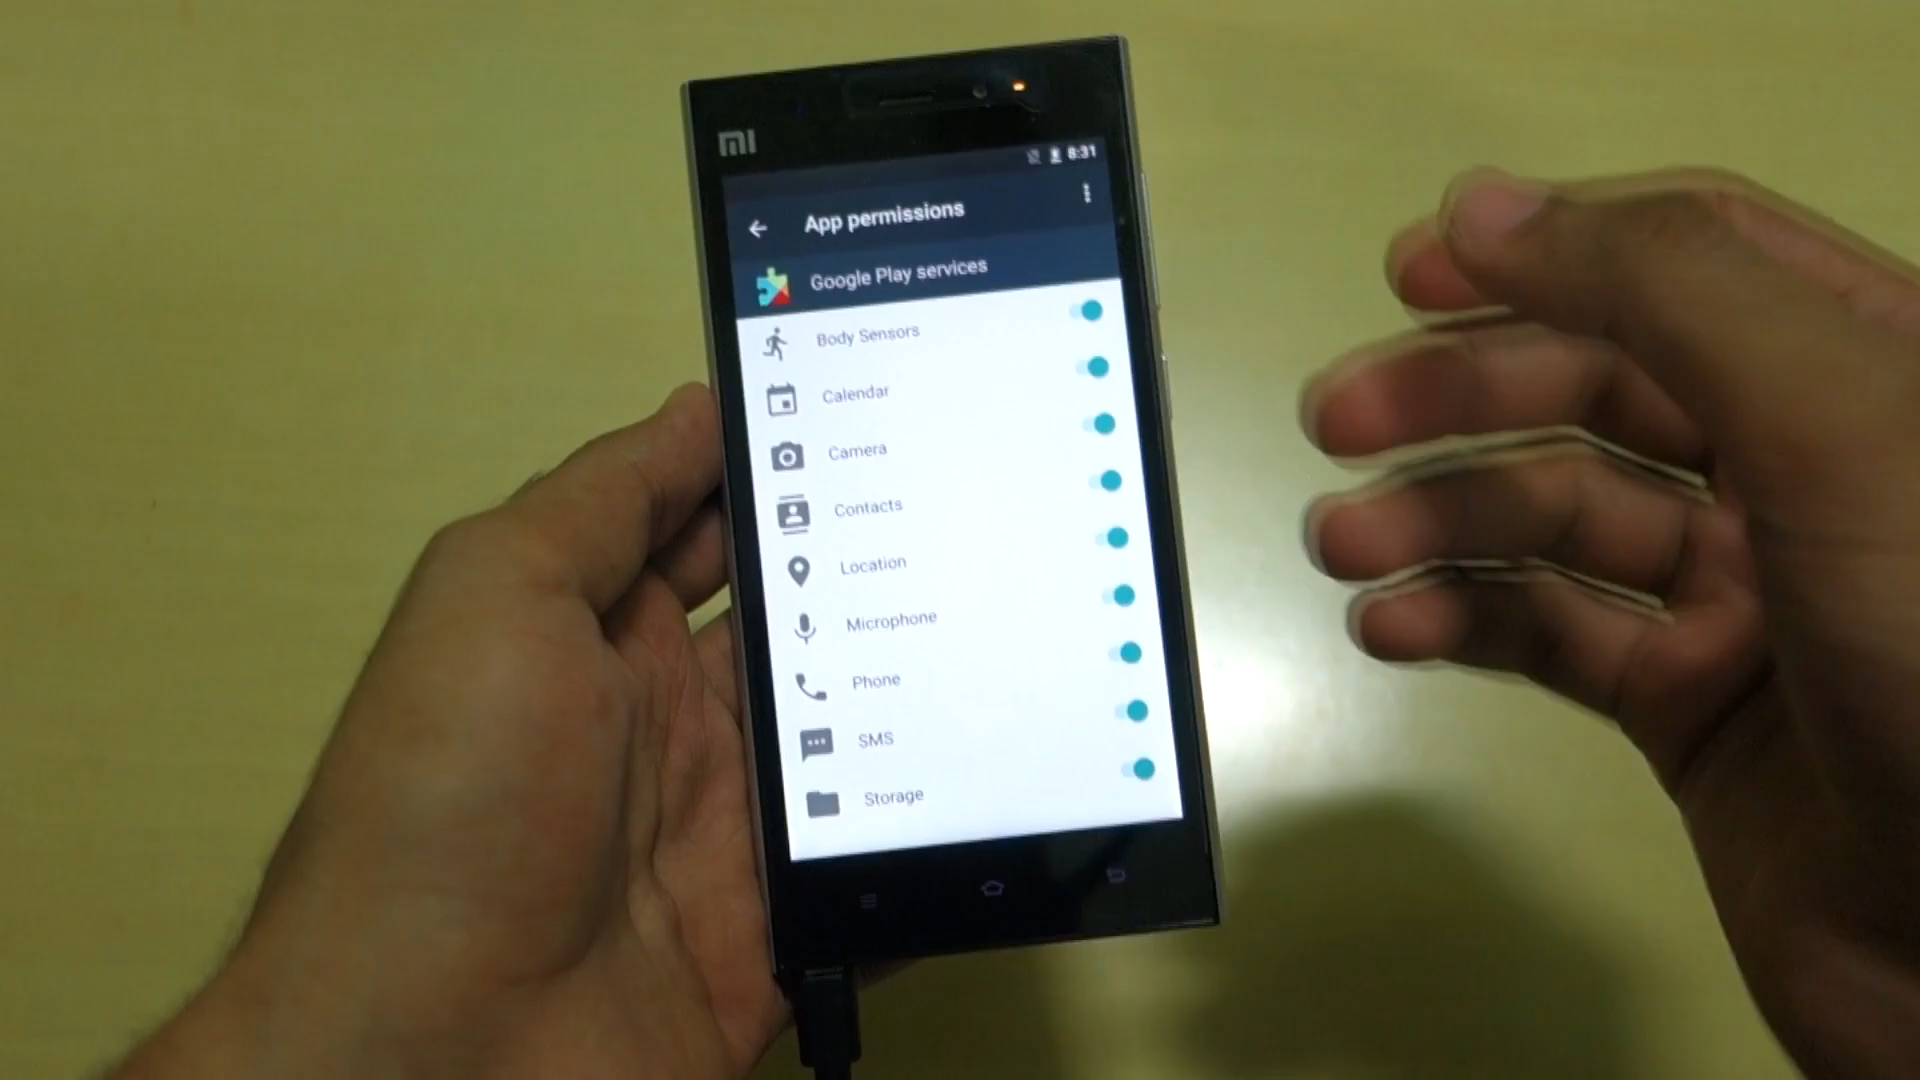 mi
8:31
App permissions
Google Play services
Body Sensors
Calendar
Camera
Contacts
Location
Microphone
Phone
SMS
Storage